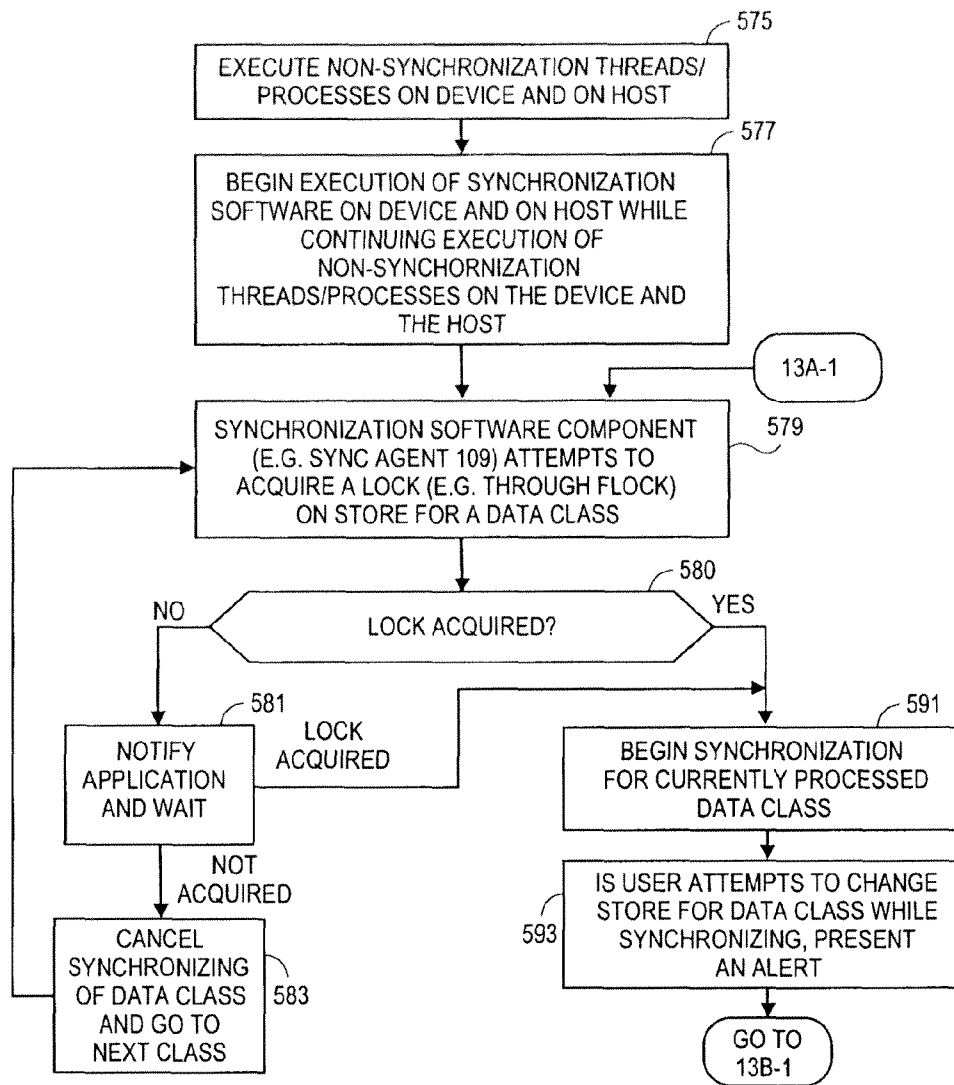 575
EXECUTE NON-SYNCHRONIZATION THREADS/
PROCESSES ON DEVICE AND ON HOST
577
BEGIN EXECUTION OF SYNCHRONIZATION
SOFTWARE ON DEVICE AND ON HOST WHILE
CONTINUING EXECUTION OF
NON-SYNCHORNIZATION
THREADS/PROCESSES ON THE DEVICE AND
THE HOST
13A-1
579
SYNCHRONIZATION SOFTWARE COMPONENT
(E.G. SYNC AGENT 109) ATTEMPTS TO
ACQUIRE A LOCK (E.G. THROUGH FLOCK)
ON STORE FOR A DATA CLASS
580
NO
YES
LOCK ACQUIRED?
581
NOTIFY
APPLICATION
AND WAIT
LOCK
ACQUIRED
591
BEGIN SYNCHRONIZATION
FOR CURRENTLY PROCESSED
DATA CLASS
NOT
ACQUIRED
CANCEL
SYNCHRONIZING
OF DATA CLASS
AND GO TO
NEXT CLASS
583
593
IS USER ATTEMPTS TO CHANGE
STORE FOR DATA CLASS WHILE
SYNCHRONIZING, PRESENT
AN ALERT
GO TO
13B-1